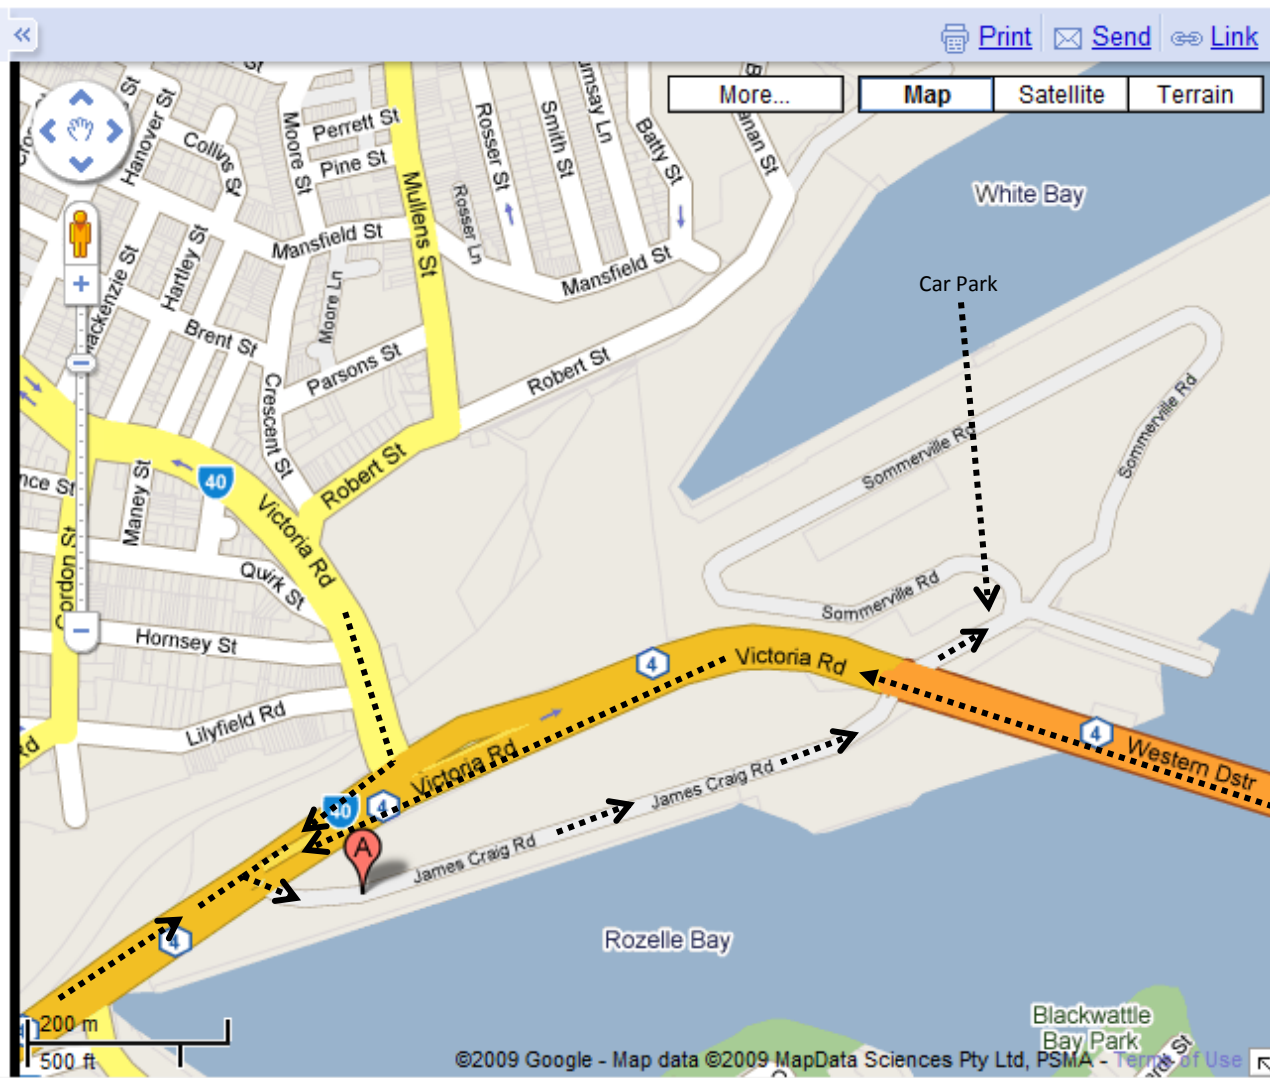 «
Print
Send
Link
More...
Map
Satellite
Terrain
Hanover St
Collins St
Moore St
Perrett St
Pine St
Mullens St
Rosser St
Rosser Ln
Smith St
Batty St
Mansfield St
Mansfield St
Hartley St
Moore Ln
Brent St
Parsons St
Crescent St
Robert St
Robert St
White Bay
Car Park
Sommerville Rd
Sommerville Rd
Sommerville Rd
40
Maney St
Victoria Rd
Quirk St
Gordon St
Hornsey St
Lilyfield Rd
4
Victoria Rd
Victoria Rd
4
Western Dstr
40
4
A
James Craig Rd
James Craig Rd
4
Rozelle Bay
Blackwattle
Bay Park
200 m
500 ft
©2009 Google - Map data ©2009 MapData Sciences Pty Ltd, PSMA - Terms of Use